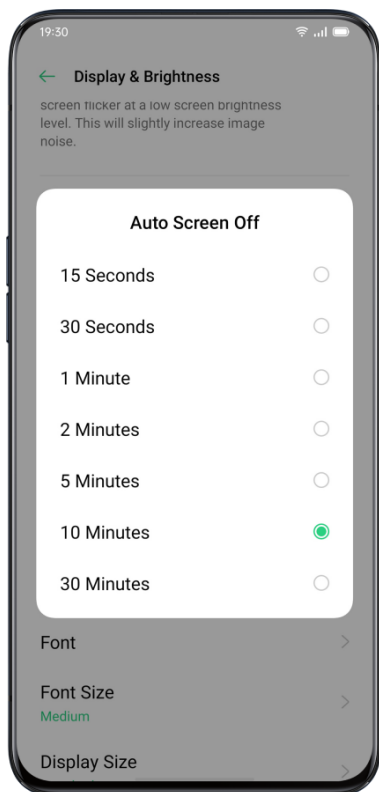 19:30
Display & Brightness
screen flicker at a low screen brightness
level. This will slightly increase image
noise.
Auto Screen Off
15 Seconds
30 Seconds
1 Minute
2 Minutes
5 Minutes
10 Minutes
30 Minutes
Font
Font Size
Medium
Display Size